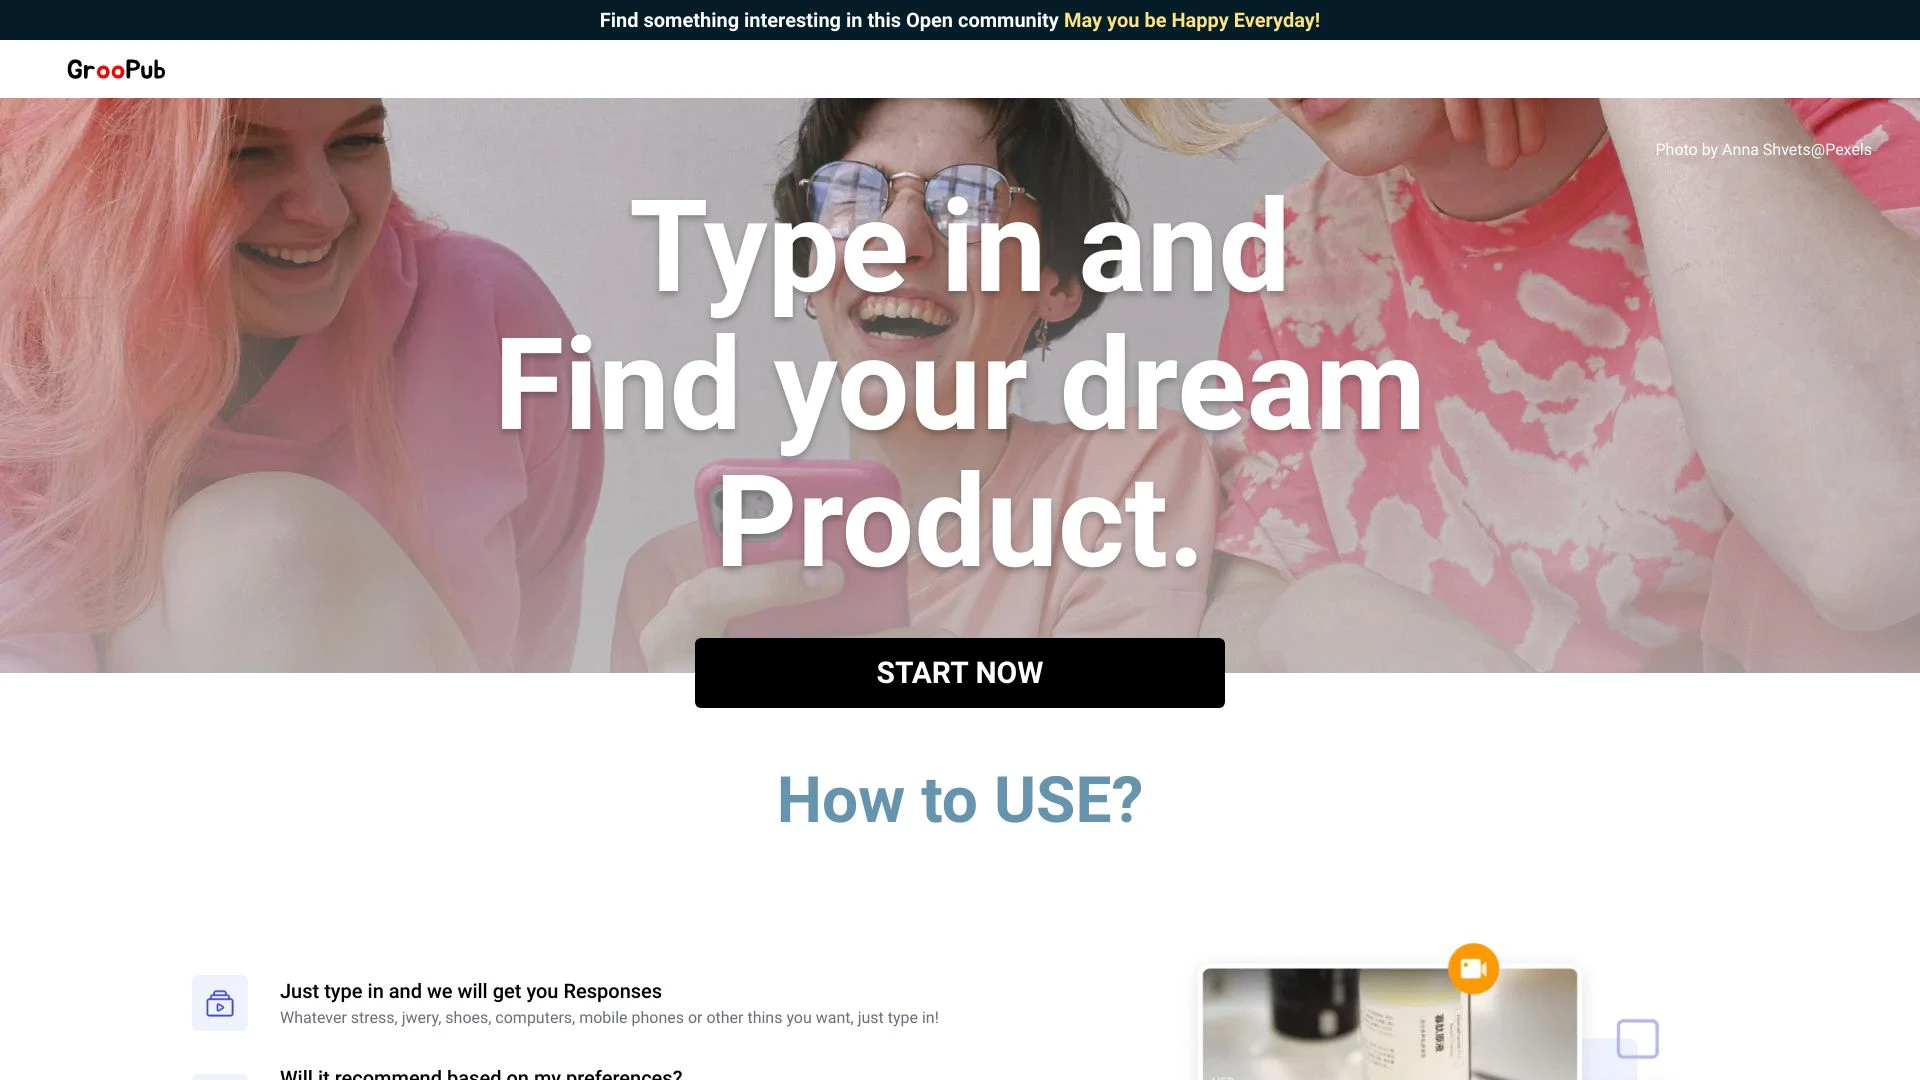 Find something interesting in this Open community May you be Happy Everyday!
GrooPub
Photo by Anna Shvets@Pexels
Type in and
Find your dream
Product.
START NOW
How to USE?
Just type in and we will get you Responses
Whatever stress, jwery, shoes, computers, mobile phones or other thins you want, just type in!
Will it recommend based on my preferences?